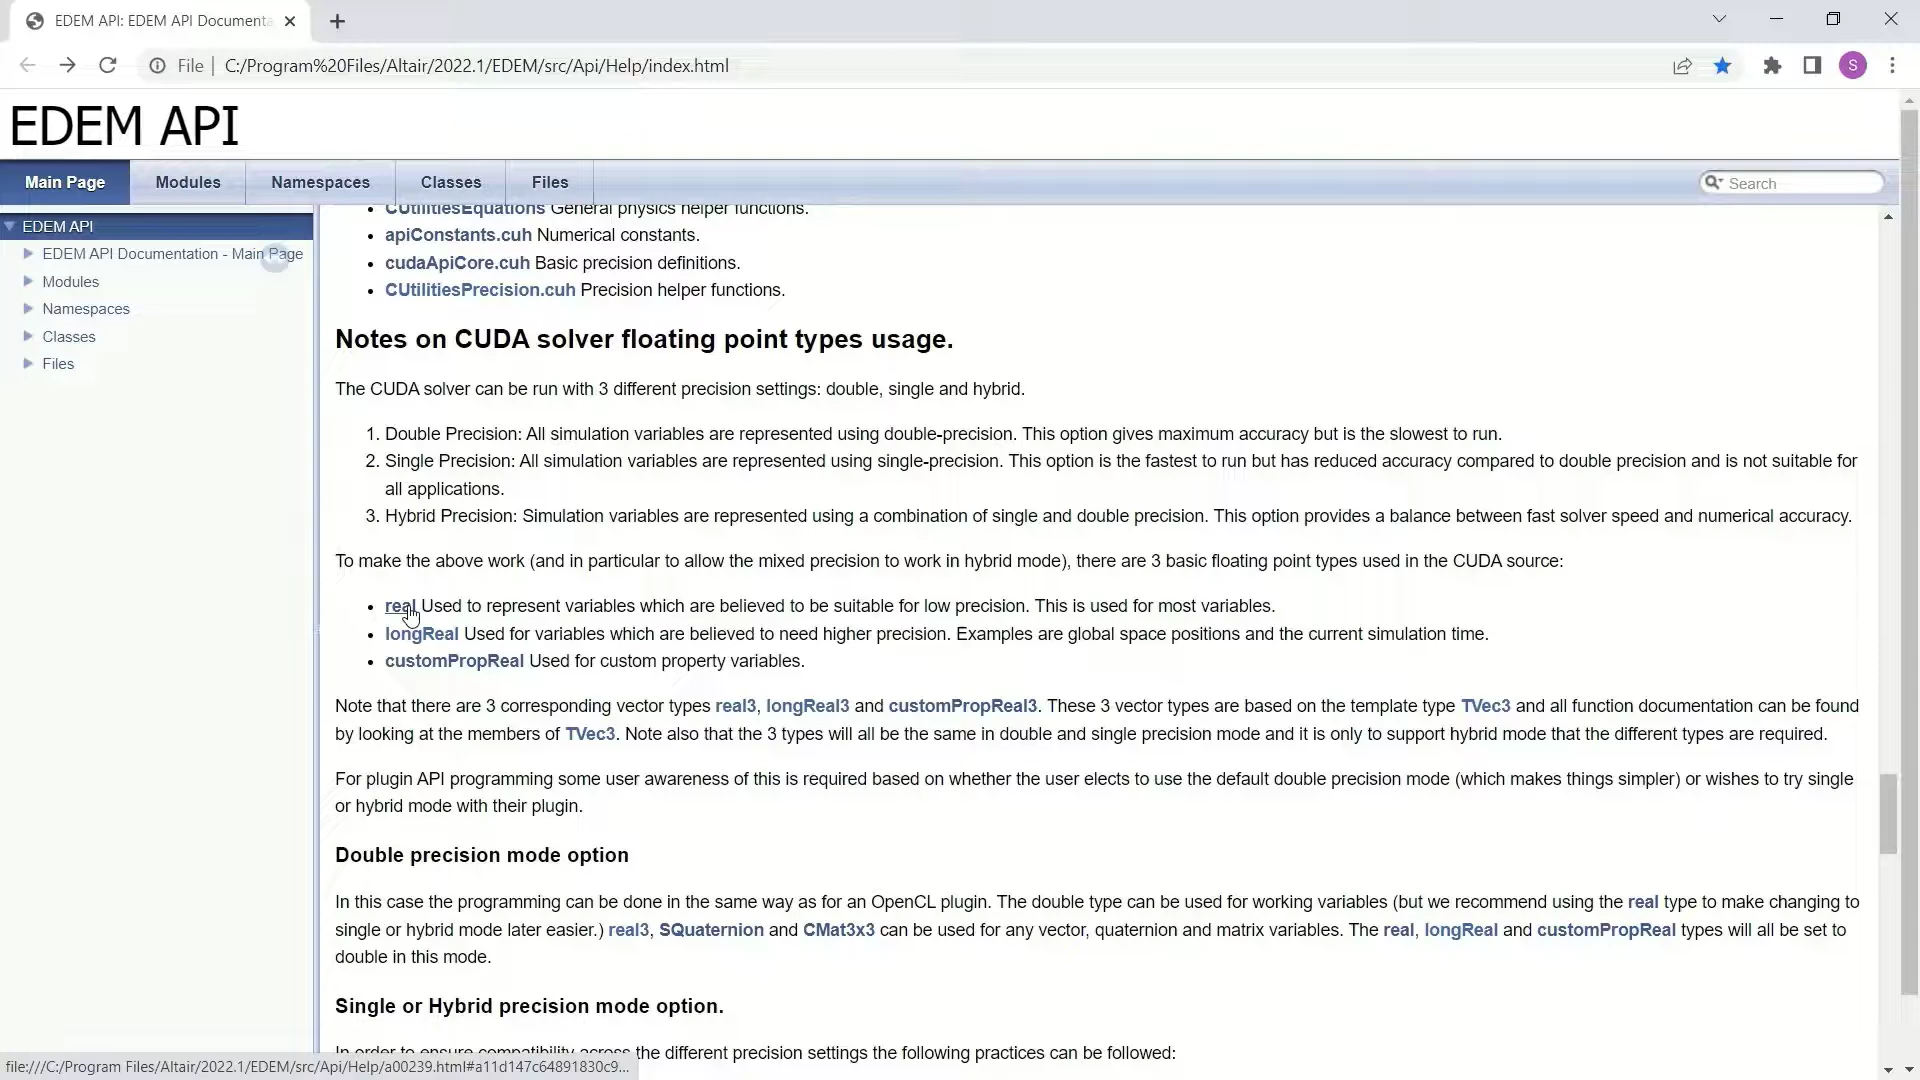 EDEM API: EDEM API Documenta
File | C:/Program%20Files/Altair/2022.1/EDEM/src/Api/Help/index.html
S
EDEM API
Main Page Modules Namespaces Classes Files Search
EDEM API
EDEM API Documentation - Main Page
Modules
Namespaces
Classes
Files
• CUtilitiesEquations General physics helper functions.
• apiConstants.cuh Numerical constants.
• cudaApiCore.cuh Basic precision definitions.
• CUtilitiesPrecision.cuh Precision helper functions.
Notes on CUDA solver floating point types usage.
The CUDA solver can be run with 3 different precision settings: double, single and hybrid.
1. Double Precision: All simulation variables are represented using double-precision. This option gives maximum accuracy but is the slowest to run.
2. Single Precision: All simulation variables are represented using single-precision. This option is the fastest to run but has reduced accuracy compared to double precision and is not suitable for
all applications.
3. Hybrid Precision: Simulation variables are represented using a combination of single and double precision. This option provides a balance between fast solver speed and numerical accuracy.
To make the above work (and in particular to allow the mixed precision to work in hybrid mode), there are 3 basic floating point types used in the CUDA source:
• real Used to represent variables which are believed to be suitable for low precision. This is used for most variables.
• longReal Used for variables which are believed to need higher precision. Examples are global space positions and the current simulation time.
• customPropReal Used for custom property variables.
Note that there are 3 corresponding vector types real3, longReal3 and customPropReal3. These 3 vector types are based on the template type TVec3 and all function documentation can be found
by looking at the members of TVec3. Note also that the 3 types will all be the same in double and single precision mode and it is only to support hybrid mode that the different types are required.
For plugin API programming some user awareness of this is required based on whether the user elects to use the default double precision mode (which makes things simpler) or wishes to try single
or hybrid mode with their plugin.
Double precision mode option
In this case the programming can be done in the same way as for an OpenCL plugin. The double type can be used for working variables (but we recommend using the real type to make changing to
single or hybrid mode later easier.) real3, SQuaternion and CMat3x3 can be used for any vector, quaternion and matrix variables. The real, longReal and customPropReal types will all be set to
double in this mode.
Single or Hybrid precision mode option.
In order to ensure compatibility across the different precision settings the following practices can be followed:
file:///C:/Program Files/Altair/2022.1/EDEM/src/Api/Help/a00239.html#a11d147c64891830c9...